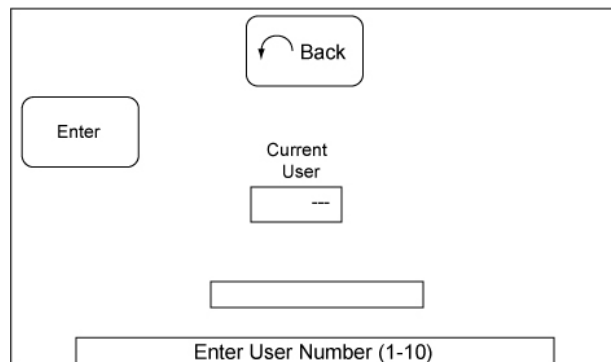 Back
Enter
Current
User
---
Enter User Number (1-10)